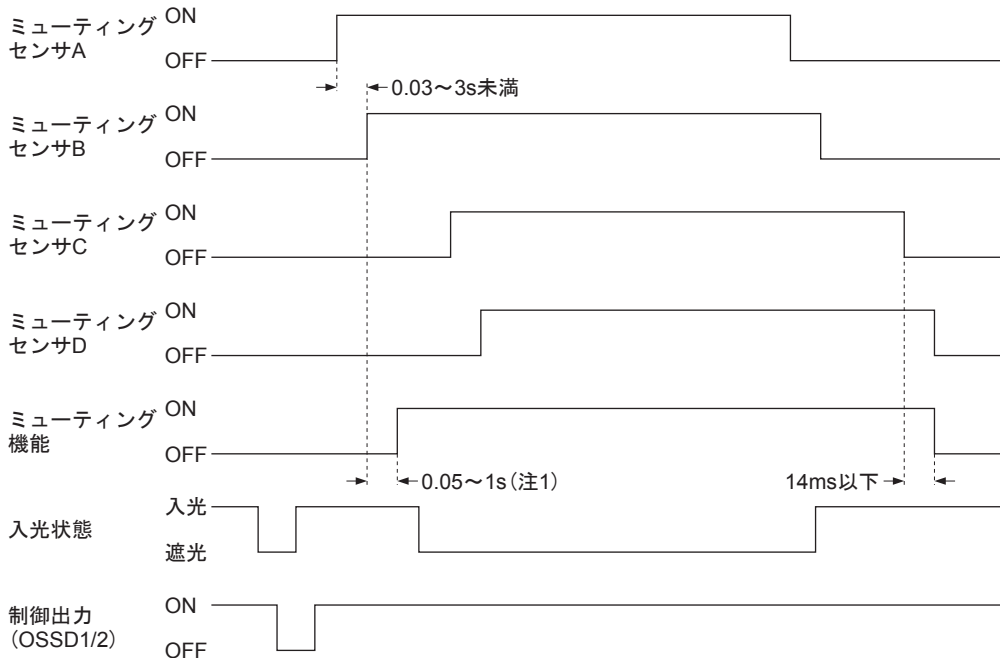 ミューティング
センサA
ON
OFF
0.03～3s未満
ミューティング
センサB
ON
OFF
ミューティング
センサC
ON
OFF
ミューティング
センサD
ON
OFF
ミューティング
機能
ON
OFF
0.05～1s(注1)
14ms以下
入光状態
入光
遮光
制御出力
(OSSD1/2)
ON
OFF